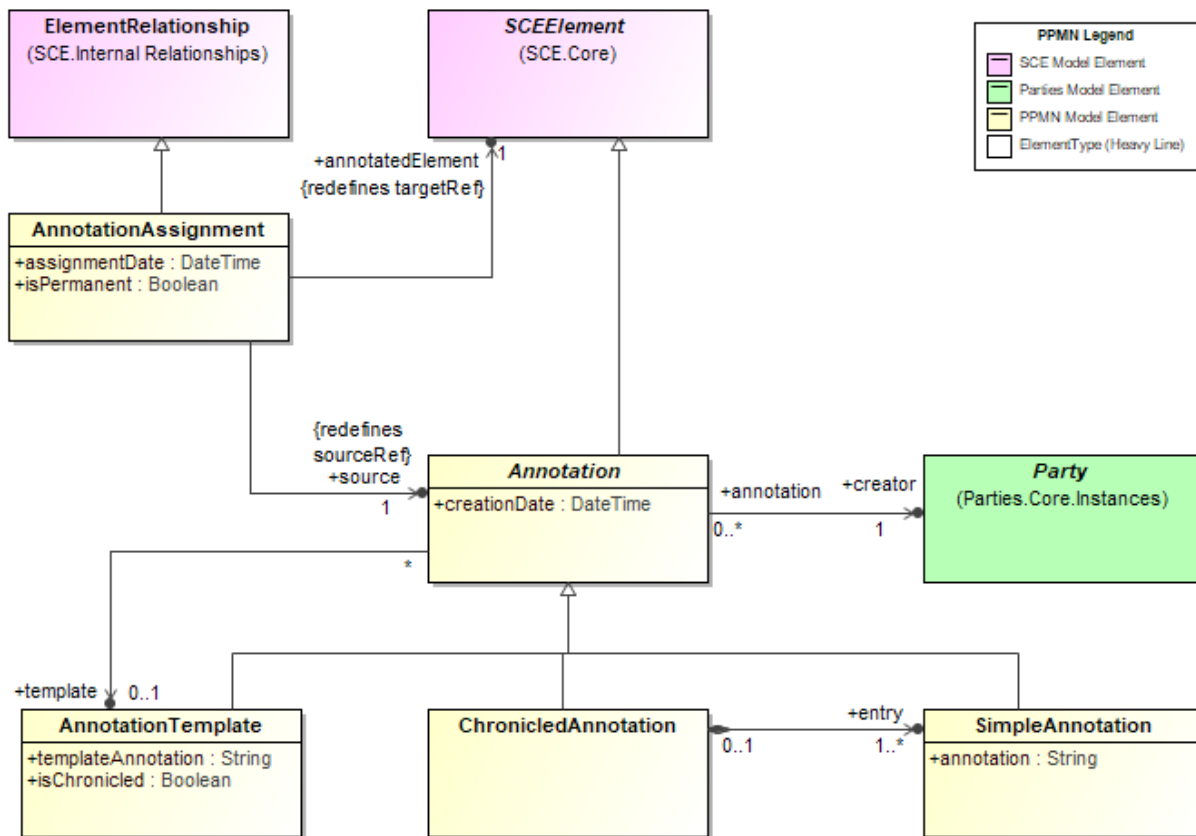 ElementRelationship
(SCE.Internal Relationships)
SCEElement
(SCE.Core)
PPMN Legend
SCE Model Element
Parties Model Element
PPMN Model Element
ElementType (Heavy Line)
+annotatedElement
1
{redefines targetRef}
AnnotationAssignment
+assignmentDate : DateTime
+isPermanent : Boolean
{redefines
sourceRef}
+source
1
Annotation
+creationDate : DateTime
+annotation
0..*
+creator
1
Party
(Parties.Core.Instances)
*
+template
0..1
AnnotationTemplate
+templateAnnotation : String
+isChronicled : Boolean
ChronicledAnnotation
0..1
+entry
1..*
SimpleAnnotation
+annotation : String